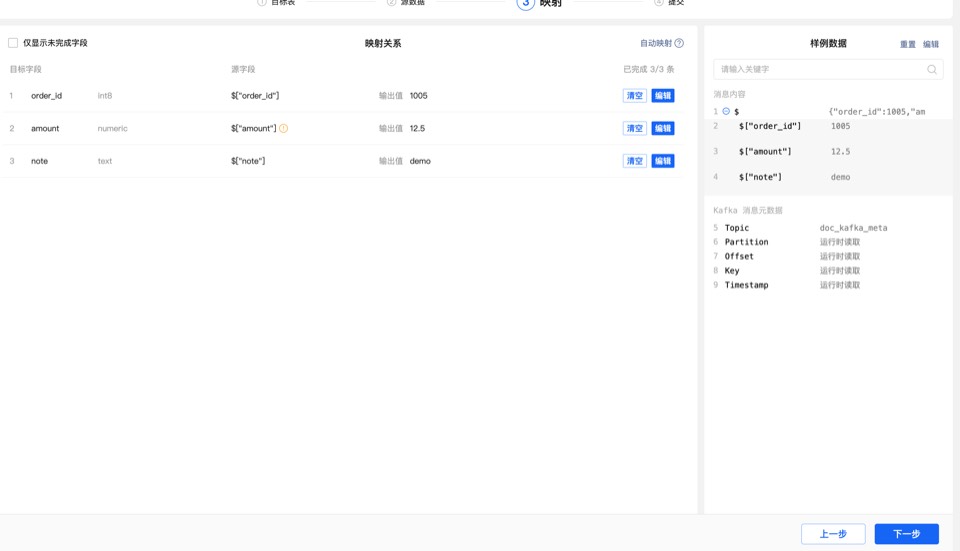 ① 目标表 ② 源数据 ③ 映射 ④ 提交
仅显示未完成字段 映射关系 自动映射
目标字段 源字段 已完成 3/3 条
1 order_id int8 $["order_id"] 输出值 1005 清空 编辑
2 amount numeric $["amount"] 输出值 12.5 清空 编辑
3 note text $["note"] 输出值 demo 清空 编辑
样例数据 重置 编辑
请输入关键字
消息内容
1 $ {"order_id":1005,"am
2 $["order_id"] 1005
3 $["amount"] 12.5
4 $["note"] demo
Kafka 消息元数据
5 Topic doc_kafka_meta
6 Partition 运行时读取
7 Offset 运行时读取
8 Key 运行时读取
9 Timestamp 运行时读取
上一步 下一步